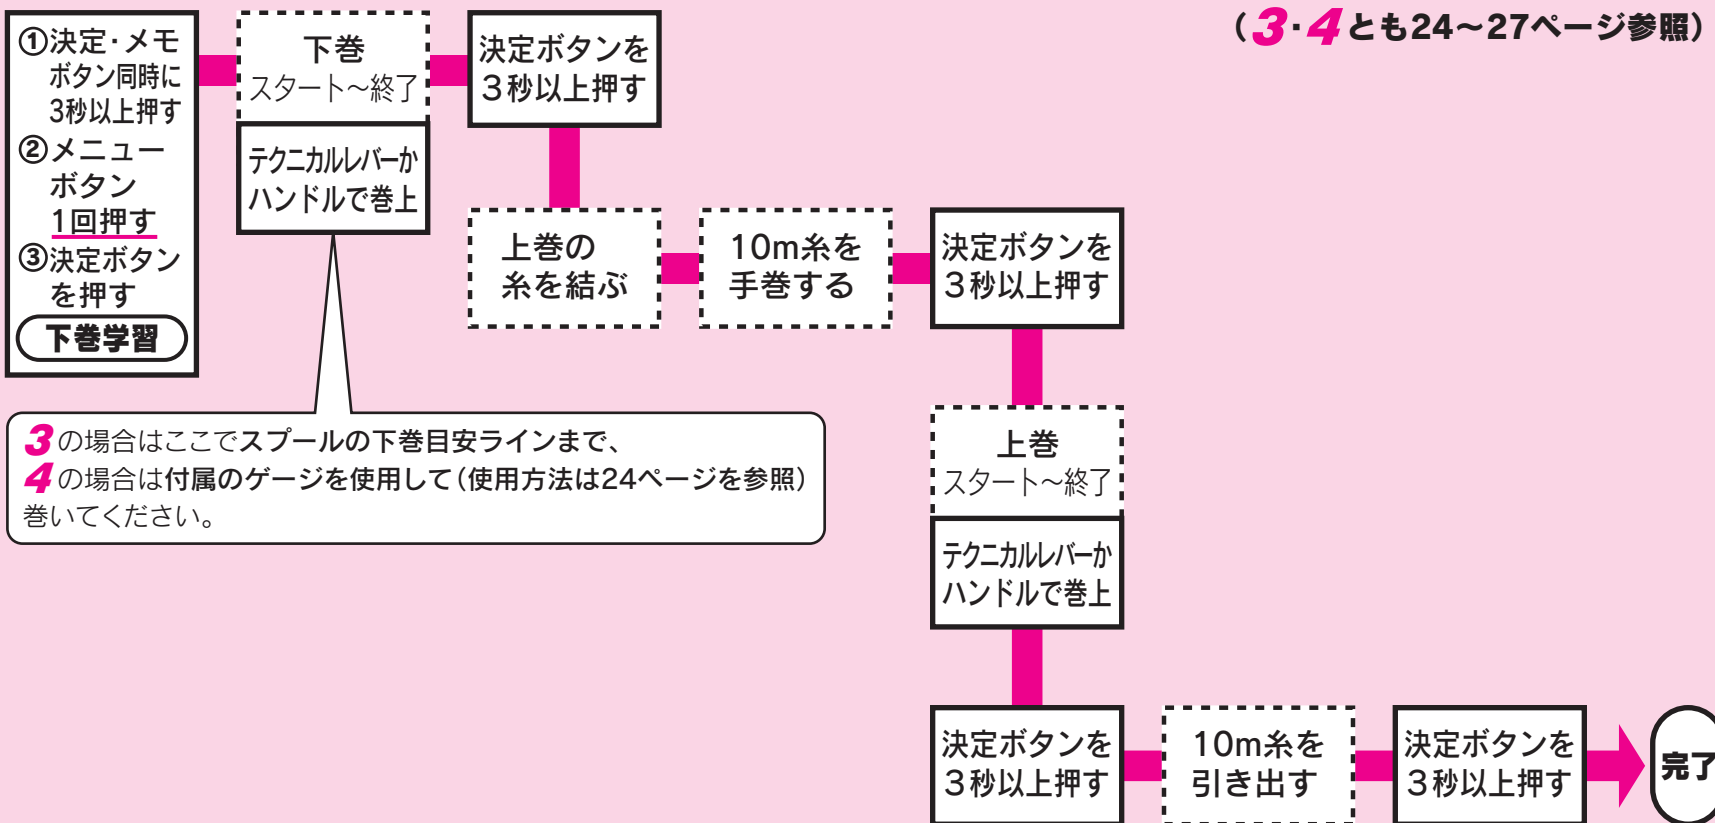 (3・4とも24〜27ページ参照)
①決定・メモ
ボタン同時に
3秒以上押す
②メニュー
ボタン
1回押す
③決定ボタン
を押す
下巻学習
下巻
スタート〜終了
テクニカルレバーか
ハンドルで巻上
決定ボタンを
3秒以上押す
上巻の
糸を結ぶ
10m糸を
手巻する
決定ボタンを
3秒以上押す
3の場合はここでスプールの下巻目安ラインまで、
4の場合は付属のゲージを使用して(使用方法は24ページを参照)
巻いてください。
上巻
スタート〜終了
テクニカルレバーか
ハンドルで巻上
決定ボタンを
3秒以上押す
10m糸を
引き出す
決定ボタンを
3秒以上押す
完了